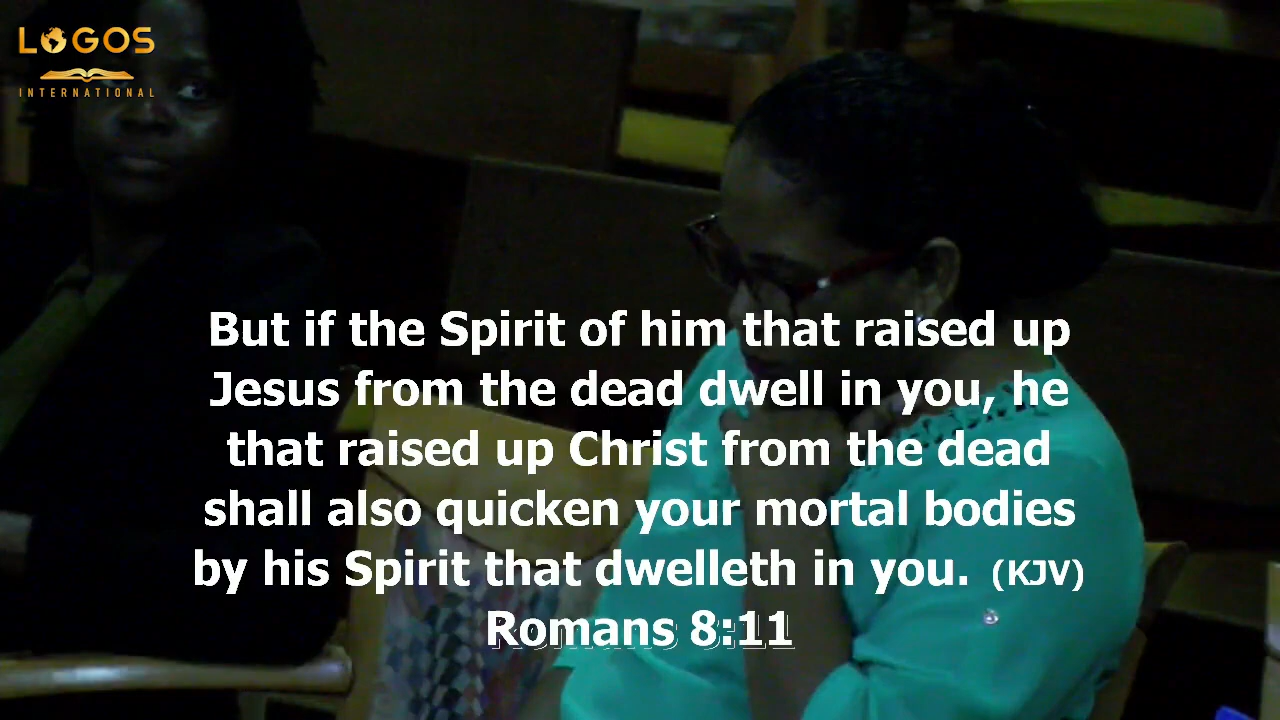 LOGOS
INTERNATIONAL
But if the Spirit of him that raised up
Jesus from the dead dwell in you, he
that raised up Christ from the dead
shall also quicken your mortal bodies
by his Spirit that dwelleth in you. (KJV)
Romans 8:11